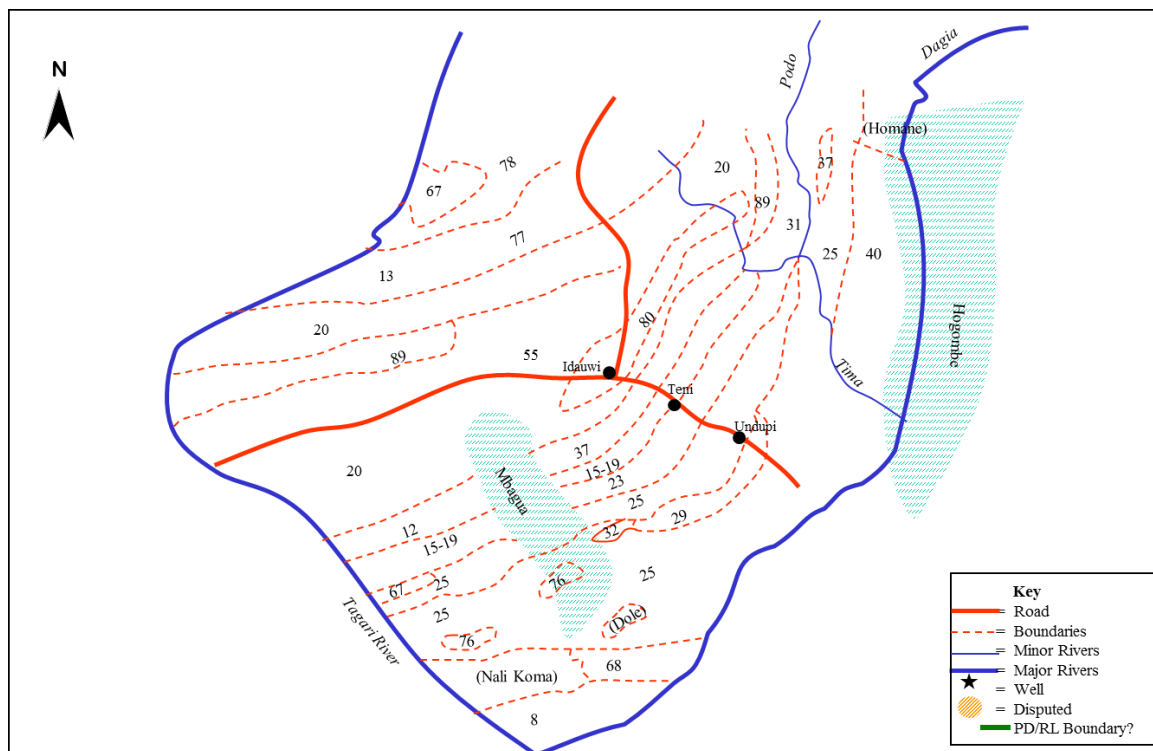 N
Dagia
Podo
(Homane)
67
78
20
37
89
77
31
25
40
13
20
80
Hogombe
89
55
Idauwi
Tima
Teni
Undupi
20
37
Mbagua
15-19
23
25
29
12
32
15-19
67
25
76
25
25
Tagari River
(Dole)
76
(Nali Koma)
68
8
Key
= Road
= Boundaries
= Minor Rivers
= Major Rivers
= Well
= Disputed
= PD/RL Boundary?